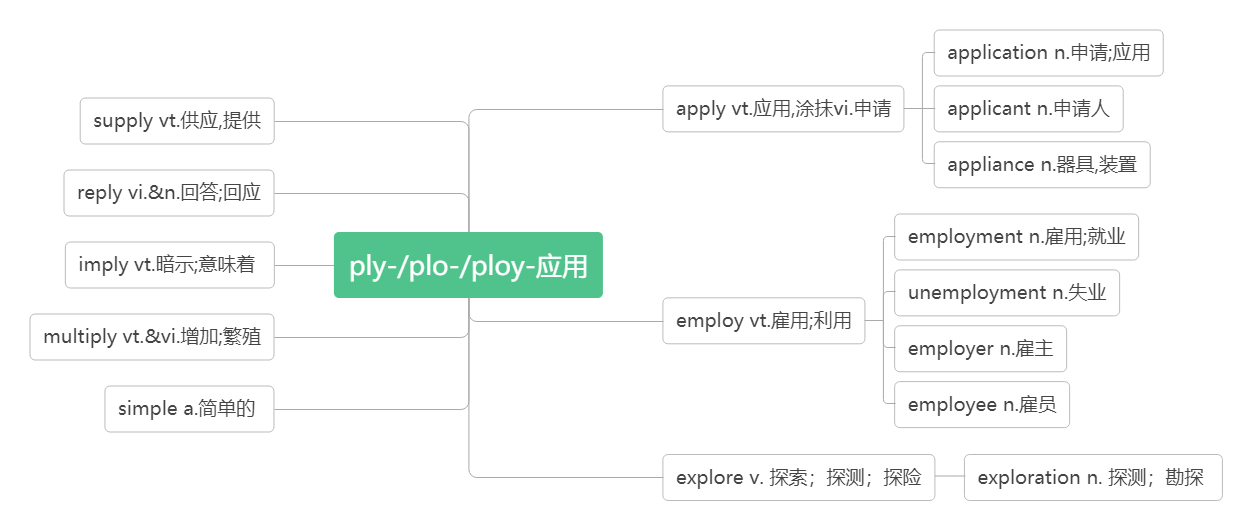 ply-/plo-/ploy-应用
supply vt.供应,提供
reply vi.&n.回答;回应
imply vt.暗示;意味着
multiply vt.&vi.增加;繁殖
simple a.简单的
apply vt.应用,涂抹vi.申请
application n.申请;应用
applicant n.申请人
appliance n.器具,装置
employ vt.雇用;利用
employment n.雇用;就业
unemployment n.失业
employer n.雇主
employee n.雇员
explore v. 探索；探测；探险
exploration n. 探测；勘探